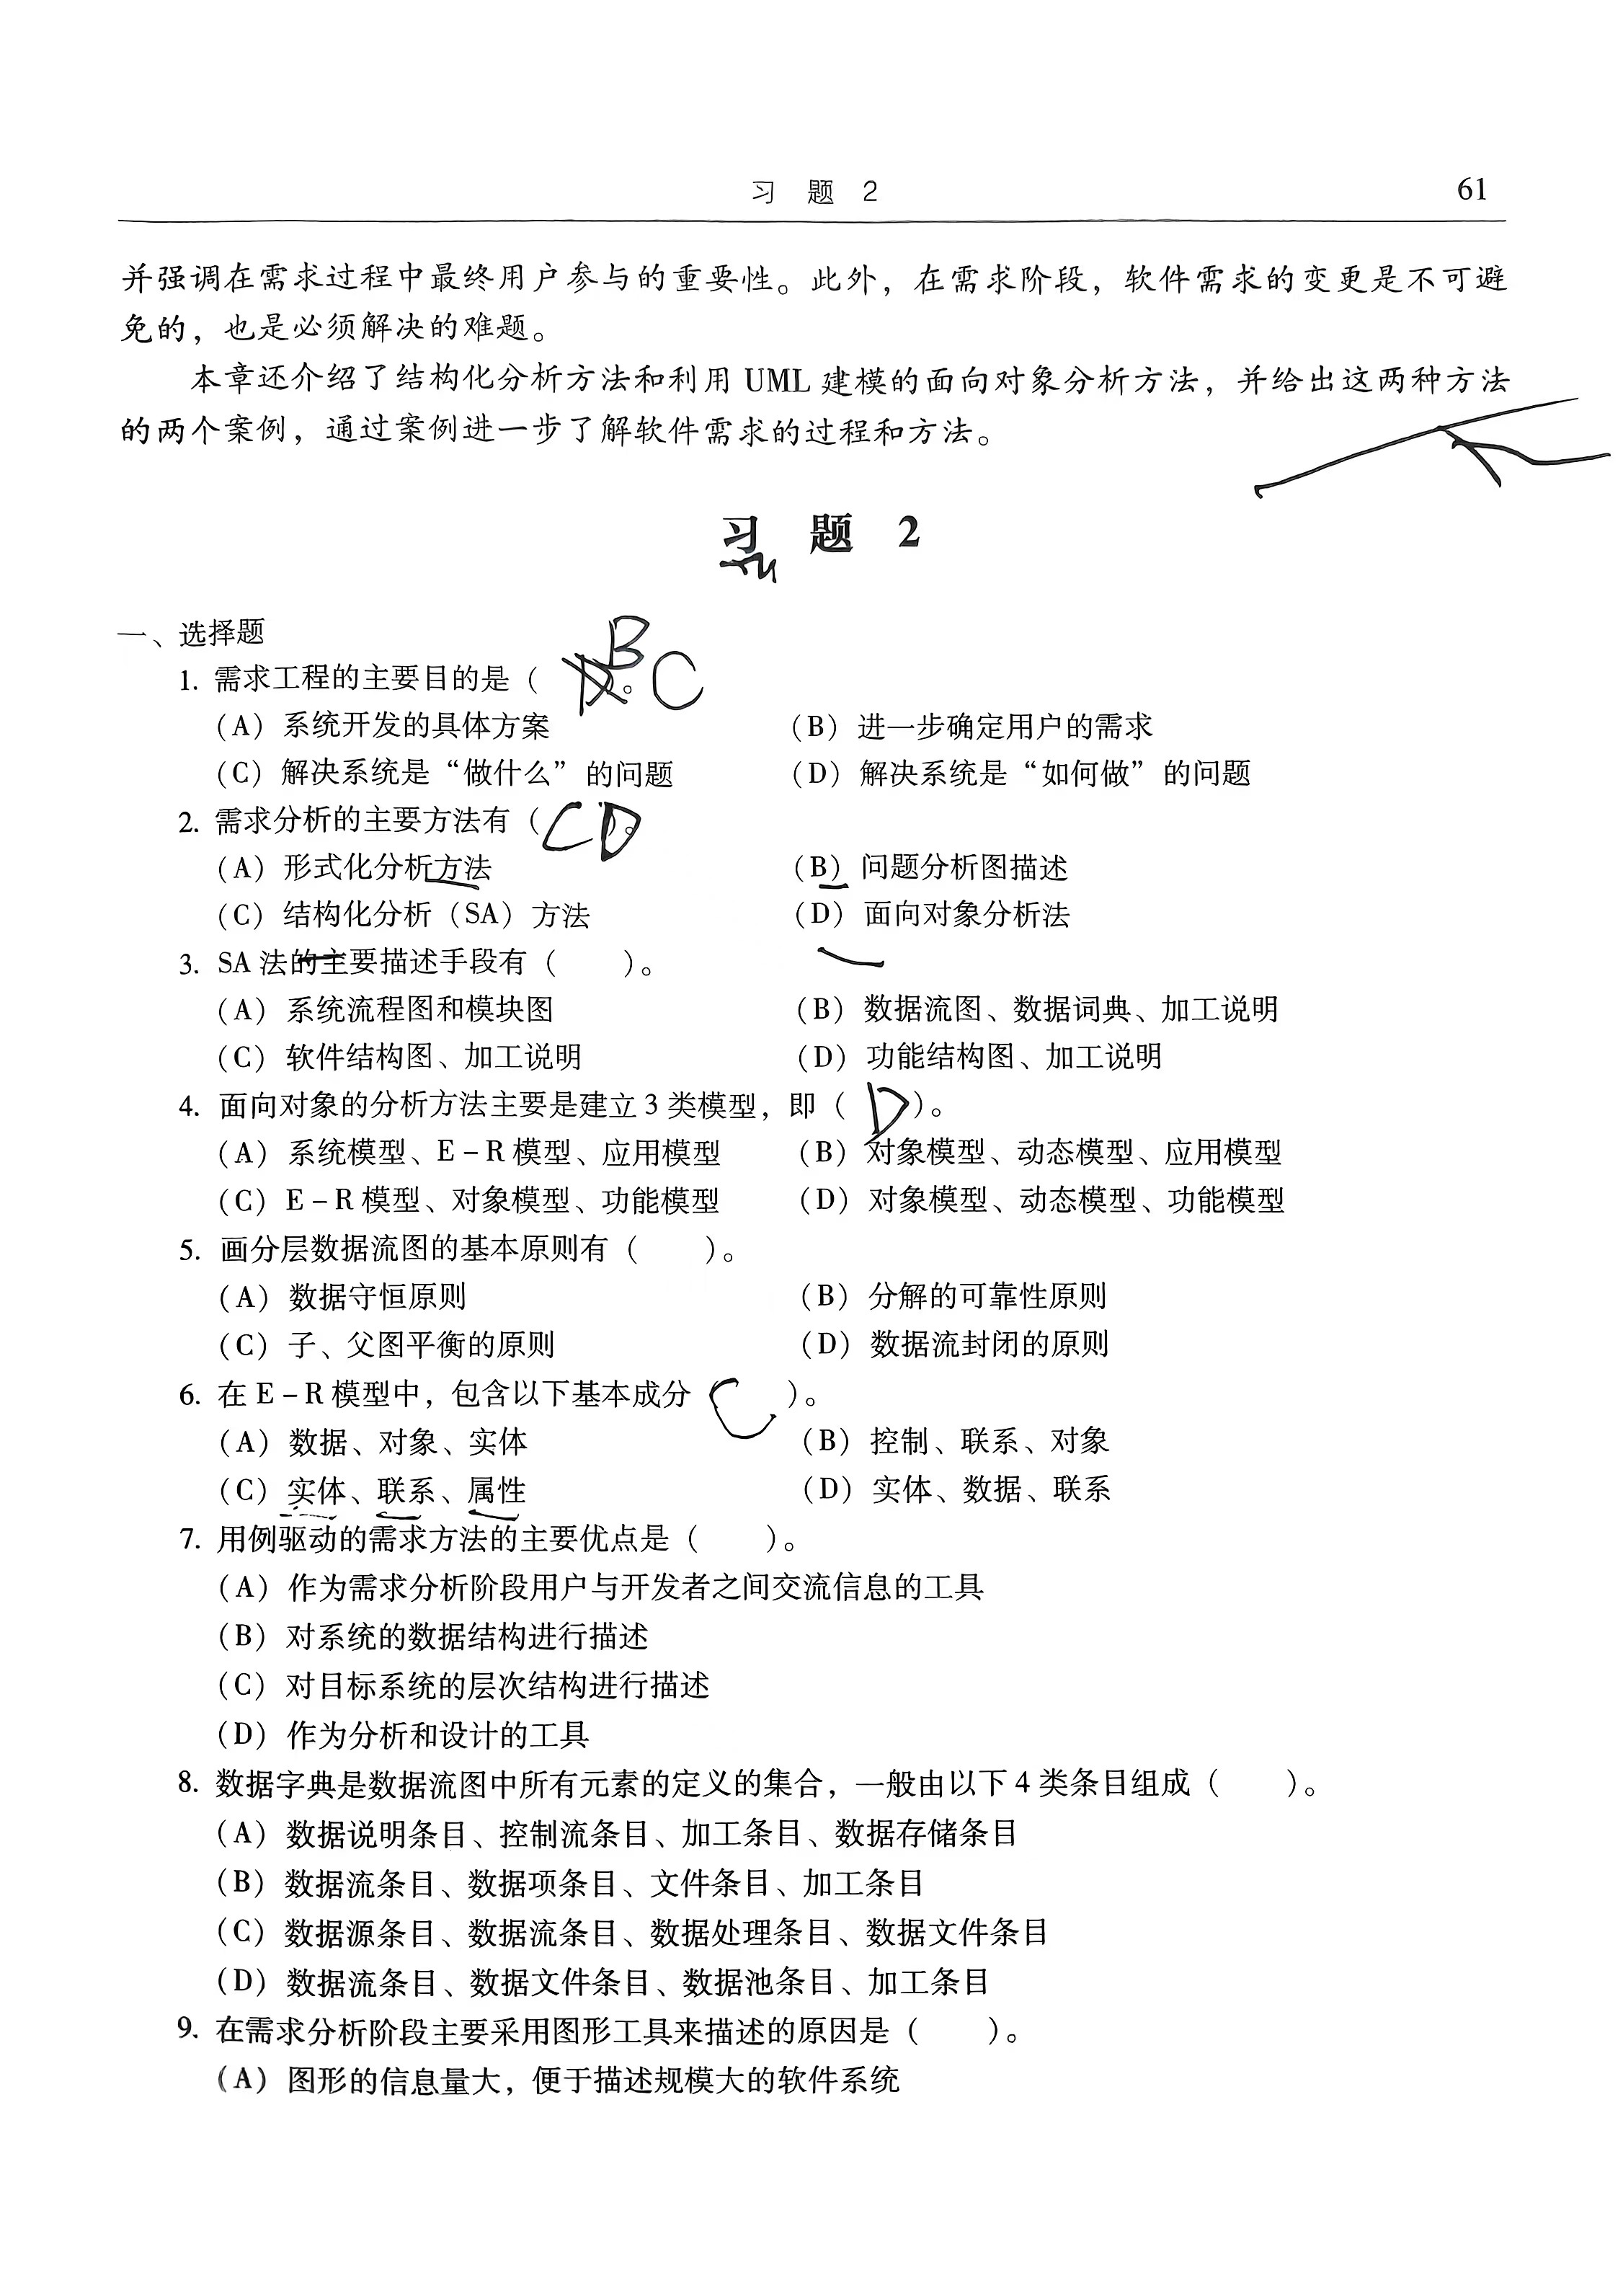 习 题 2 61
并强调在需求过程中最终用户参与的重要性。此外，在需求阶段，软件需求的变更是不可避
免的，也是必须解决的难题。
本章还介绍了结构化分析方法和利用 UML 建模的面向对象分析方法，并给出这两种方法
的两个案例，通过案例进一步了解软件需求的过程和方法。
习 题 2
一、选择题
1. 需求工程的主要目的是（ B ）。C
（A）系统开发的具体方案 （B）进一步确定用户的需求
（C）解决系统是“做什么”的问题 （D）解决系统是“如何做”的问题
2. 需求分析的主要方法有（ CD ）。
（A）形式化分析方法 （B）问题分析图描述
（C）结构化分析（SA）方法 （D）面向对象分析法
3. SA 法的主要描述手段有（ ）。
（A）系统流程图和模块图 （B）数据流图、数据词典、加工说明
（C）软件结构图、加工说明 （D）功能结构图、加工说明
4. 面向对象的分析方法主要是建立 3 类模型，即（ D ）。
（A）系统模型、E－R 模型、应用模型 （B）对象模型、动态模型、应用模型
（C）E－R 模型、对象模型、功能模型 （D）对象模型、动态模型、功能模型
5. 画分层数据流图的基本原则有（ ）。
（A）数据守恒原则 （B）分解的可靠性原则
（C）子、父图平衡的原则 （D）数据流封闭的原则
6. 在 E－R 模型中，包含以下基本成分（ C ）。
（A）数据、对象、实体 （B）控制、联系、对象
（C）实体、联系、属性 （D）实体、数据、联系
7. 用例驱动的需求方法的主要优点是（ ）。
（A）作为需求分析阶段用户与开发者之间交流信息的工具
（B）对系统的数据结构进行描述
（C）对目标系统的层次结构进行描述
（D）作为分析和设计的工具
8. 数据字典是数据流图中所有元素的定义的集合，一般由以下 4 类条目组成（ ）。
（A）数据说明条目、控制流条目、加工条目、数据存储条目
（B）数据流条目、数据项条目、文件条目、加工条目
（C）数据源条目、数据流条目、数据处理条目、数据文件条目
（D）数据流条目、数据文件条目、数据池条目、加工条目
9. 在需求分析阶段主要采用图形工具来描述的原因是（ ）。
（A）图形的信息量大，便于描述规模大的软件系统